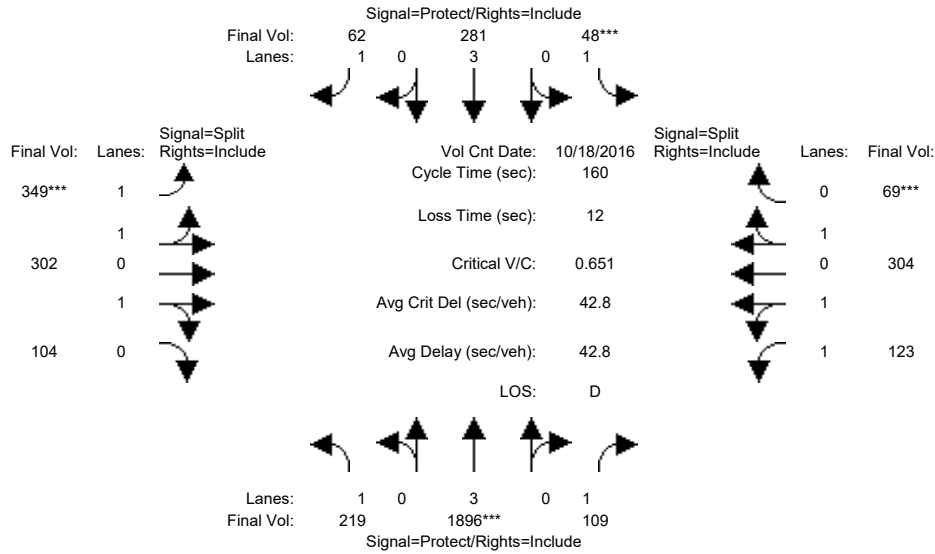 Signal=Protect/Rights=Include
Final Vol: 62 281 48***
Lanes: 1 0 3 0 1
Signal=Split
Signal=Split
Final Vol: Lanes: Rights=Include Vol Cnt Date: 10/18/2016 Rights=Include Lanes: Final Vol:
Cycle Time (sec): 160
349*** 1 0 69***
Loss Time (sec): 12
1 1
302 0 Critical V/C: 0.651 0 304
1 Avg Crit Del (sec/veh): 42.8 1
104 0 Avg Delay (sec/veh): 42.8 1 123
LOS: D
Lanes: 1 0 3 0 1
Final Vol: 219 1896*** 109
Signal=Protect/Rights=Include